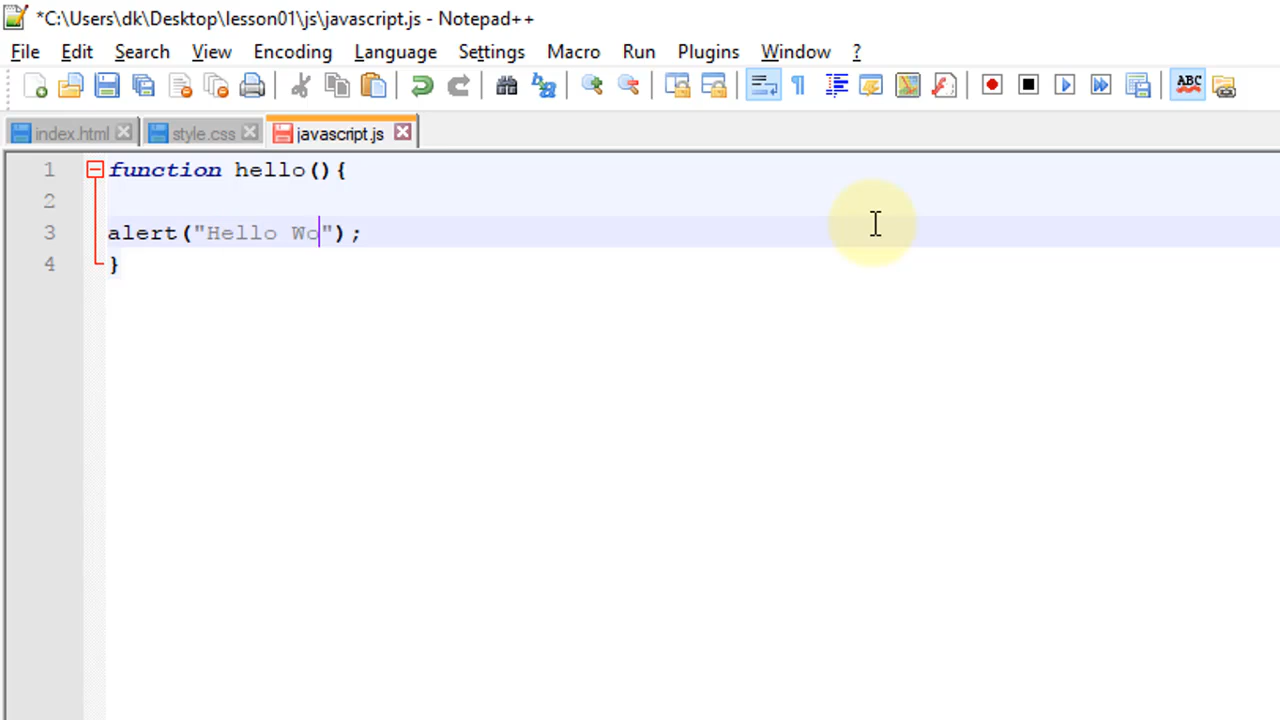 *C:\Users\dk\Desktop\lesson01\js\javascript.js - Notepad++
File Edit Search View Encoding Language Settings Macro Run Plugins Window ?
ABC
index.html style.css javascript.js
1 function hello(){
2
3 alert("Hello Wo");
4 }